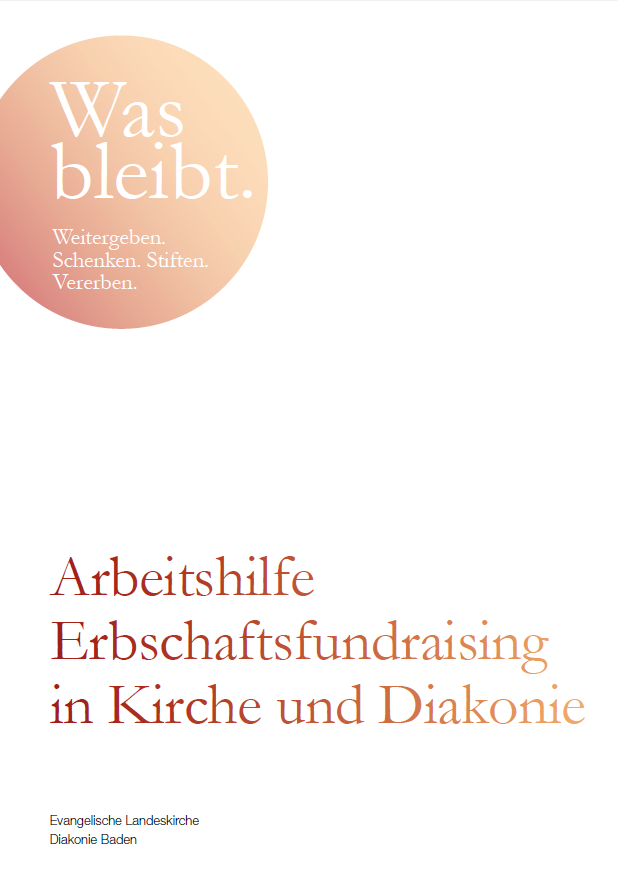 Was
bleibt.
Weitergeben.
Schenken. Stiften.
Vererben.
Arbeitshilfe
Erbschaftsfundraising
in Kirche und Diakonie
Evangelische Landeskirche
Diakonie Baden